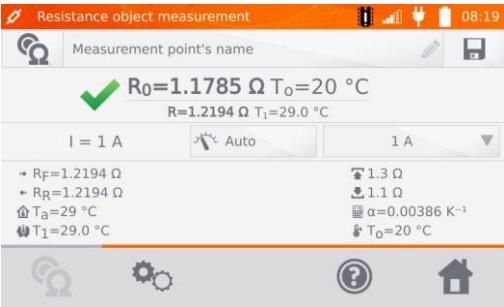 Resistance object measurement 08:19
Measurement point's name
R0=1.1785 Ω To=20 °C
R=1.2194 Ω T1=29.0 °C
I = 1 A Auto 1 A
RF=1.2194 Ω 1.3 Ω
RR=1.2194 Ω 1.1 Ω
Ta=29 °C α=0.00386 K⁻¹
T1=29.0 °C To=20 °C